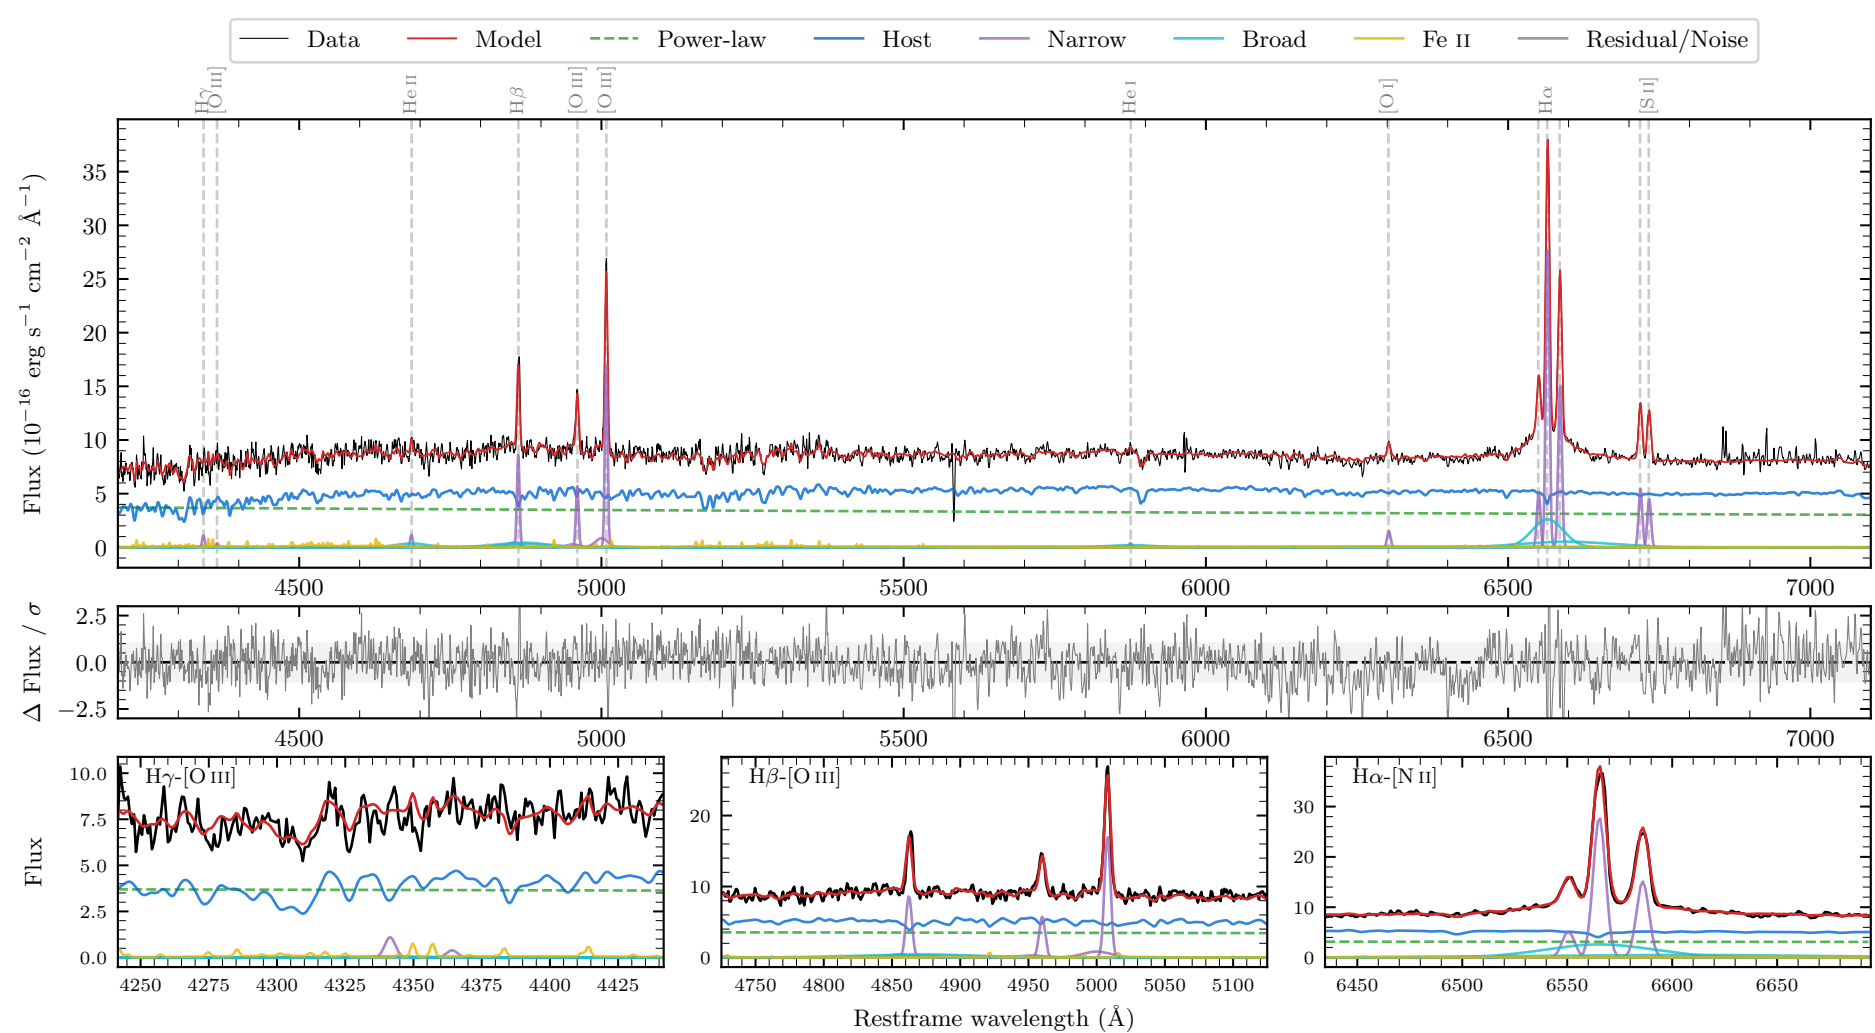 Data Model Power-law Host Narrow Broad Fe II Residual/Noise
Hγ [O III] He II Hβ [O III] [O III] He I [O I] Hα [S II]
Flux (10⁻¹⁶ erg s⁻¹ cm⁻² Å⁻¹)
35
30
25
20
15
10
5
0
4500 5000 5500 6000 6500 7000
Δ Flux / σ
2.5
0.0
−2.5
4500 5000 5500 6000 6500 7000
Flux
Hγ-[O III]
10.0
7.5
5.0
2.5
0.0
4250 4275 4300 4325 4350 4375 4400 4425
Hβ-[O III]
20
10
0
4750 4800 4850 4900 4950 5000 5050 5100
Hα-[N II]
30
20
10
0
6450 6500 6550 6600 6650
Restframe wavelength (Å)